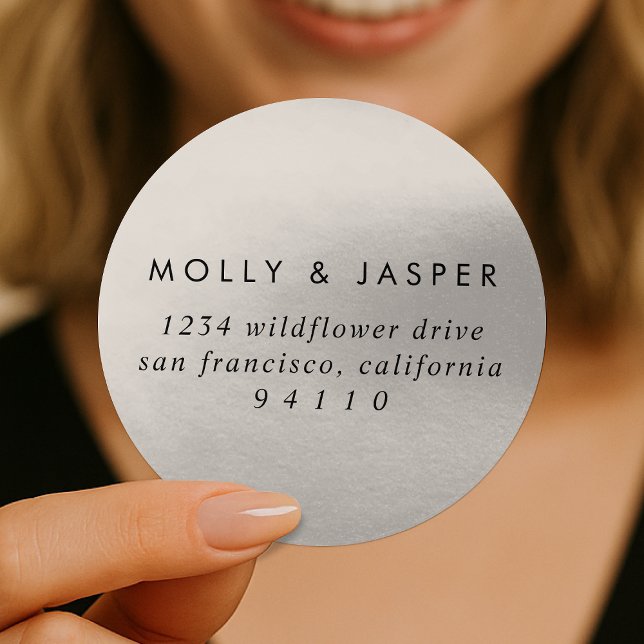 MOLLY & JASPER
1234 wildflower drive
san francisco, california
94110